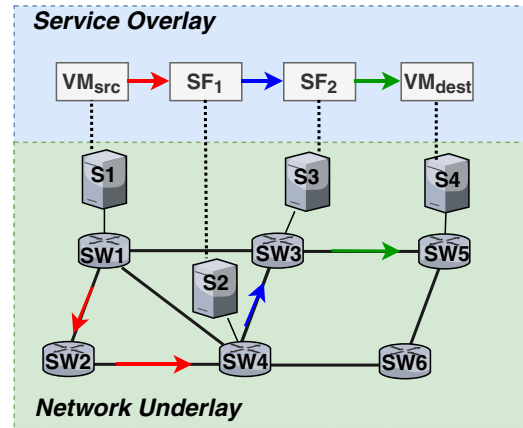 Service Overlay
VMsrc SF1 SF2 VMdest
S1 S3 S4
SW1 SW3 SW5
S2
SW2 SW4 SW6
Network Underlay